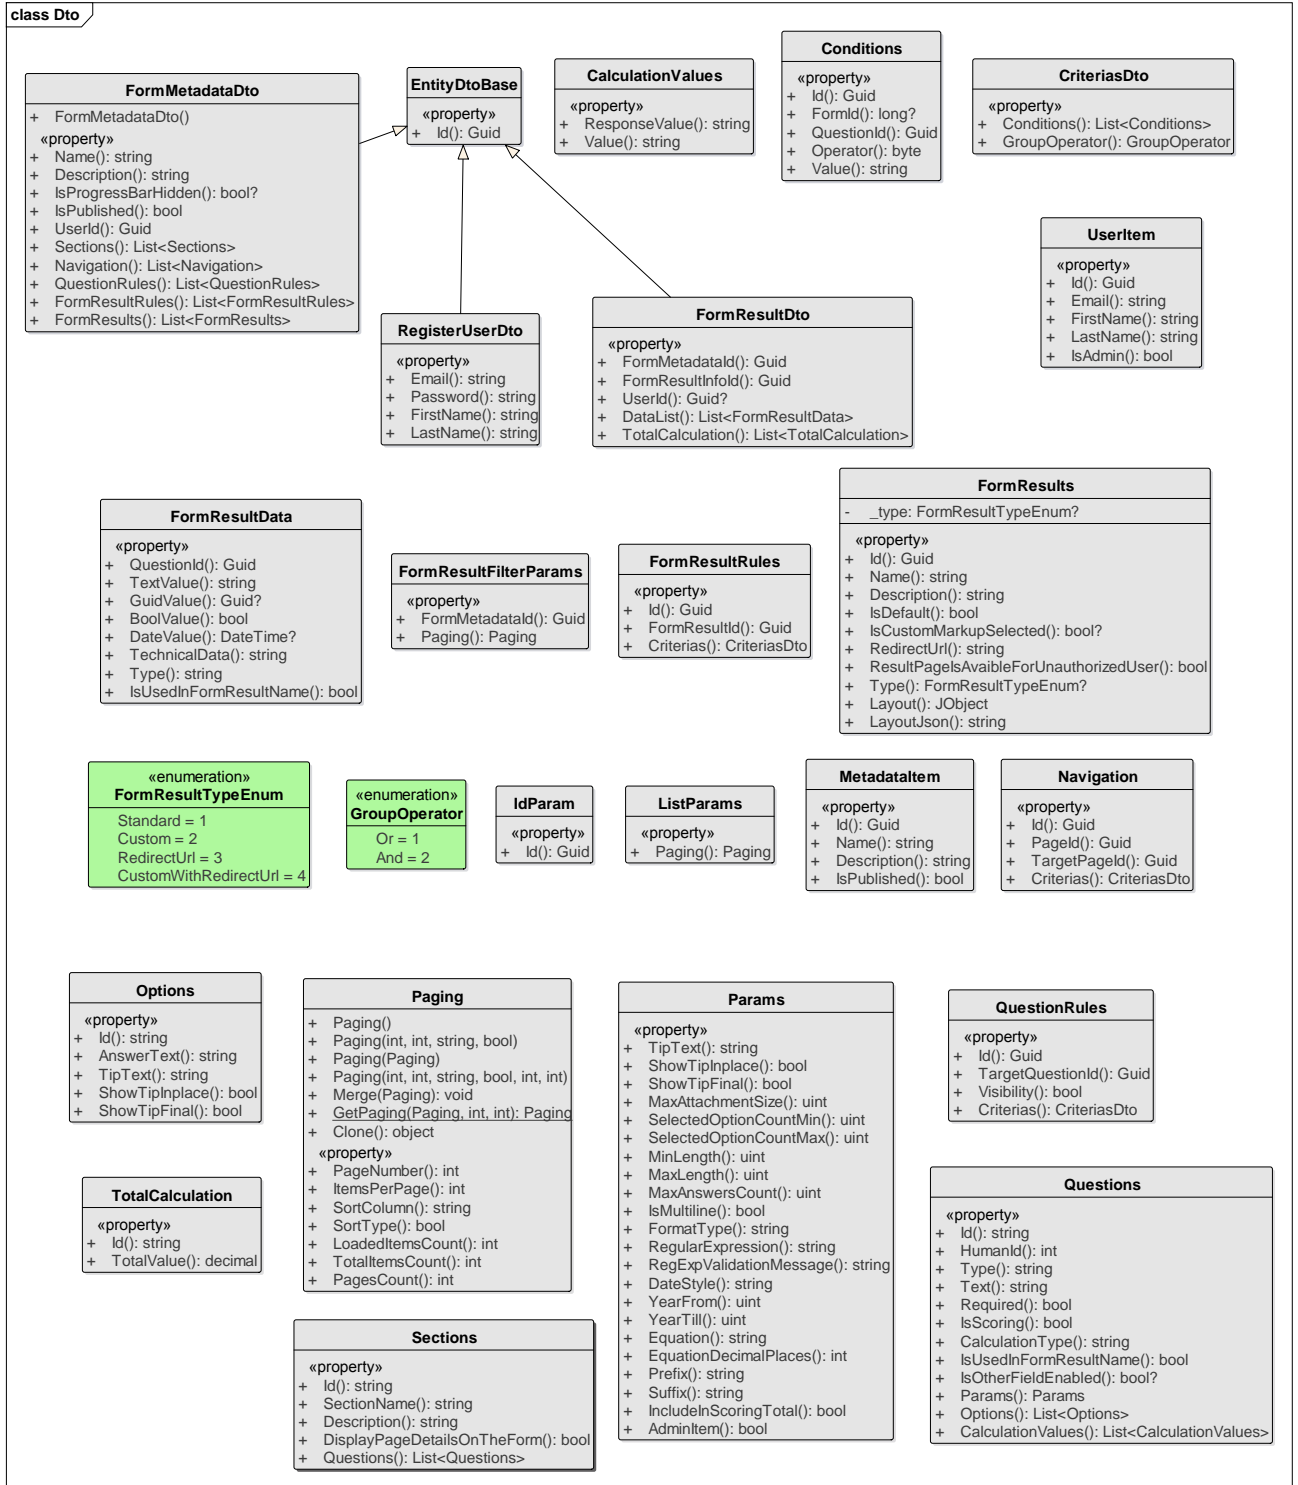 class Dto
FormMetadataDto
+ FormMetadataDto()
«property»
+ Name(): string
+ Description(): string
+ IsProgressBarHidden(): bool?
+ IsPublished(): bool
+ UserId(): Guid
+ Sections(): List<Sections>
+ Navigation(): List<Navigation>
+ QuestionRules(): List<QuestionRules>
+ FormResultRules(): List<FormResultRules>
+ FormResults(): List<FormResults>
EntityDtoBase
«property»
+ Id(): Guid
CalculationValues
«property»
+ ResponseValue(): string
+ Value(): string
Conditions
«property»
+ Id(): Guid
+ FormId(): long?
+ QuestionId(): Guid
+ Operator(): byte
+ Value(): string
CriteriasDto
«property»
+ Conditions(): List<Conditions>
+ GroupOperator(): GroupOperator
UserItem
«property»
+ Id(): Guid
+ Email(): string
+ FirstName(): string
+ LastName(): string
+ IsAdmin(): bool
RegisterUserDto
«property»
+ Email(): string
+ Password(): string
+ FirstName(): string
+ LastName(): string
FormResultDto
«property»
+ FormMetadataId(): Guid
+ FormResultInfoId(): Guid
+ UserId(): Guid?
+ DataList(): List<FormResultData>
+ TotalCalculation(): List<TotalCalculation>
FormResultData
«property»
+ QuestionId(): Guid
+ TextValue(): string
+ GuidValue(): Guid?
+ BoolValue(): bool
+ DateValue(): DateTime?
+ TechnicalData(): string
+ Type(): string
+ IsUsedInFormResultName(): bool
FormResultFilterParams
«property»
+ FormMetadataId(): Guid
+ Paging(): Paging
FormResultRules
«property»
+ Id(): Guid
+ FormResultId(): Guid
+ Criterias(): CriteriasDto
FormResults
- _type: FormResultTypeEnum?
«property»
+ Id(): Guid
+ Name(): string
+ Description(): string
+ IsDefault(): bool
+ IsCustomMarkupSelected(): bool?
+ RedirectUrl(): string
+ ResultPageIsAvaibleForUnauthorizedUser(): bool
+ Type(): FormResultTypeEnum?
+ Layout(): JObject
+ LayoutJson(): string
«enumeration»
FormResultTypeEnum
Standard = 1
Custom = 2
RedirectUrl = 3
CustomWithRedirectUrl = 4
«enumeration»
GroupOperator
Or = 1
And = 2
IdParam
«property»
+ Id(): Guid
ListParams
«property»
+ Paging(): Paging
MetadataItem
«property»
+ Id(): Guid
+ Name(): string
+ Description(): string
+ IsPublished(): bool
Navigation
«property»
+ Id(): Guid
+ PageId(): Guid
+ TargetPageId(): Guid
+ Criterias(): CriteriasDto
Options
«property»
+ Id(): string
+ AnswerText(): string
+ TipText(): string
+ ShowTipInplace(): bool
+ ShowTipFinal(): bool
Paging
+ Paging()
+ Paging(int, int, string, bool)
+ Paging(Paging)
+ Paging(int, int, string, bool, int, int)
+ Merge(Paging): void
+ GetPaging(Paging, int, int): Paging
+ Clone(): object
«property»
+ PageNumber(): int
+ ItemsPerPage(): int
+ SortColumn(): string
+ SortType(): bool
+ LoadedItemsCount(): int
+ TotalItemsCount(): int
+ PagesCount(): int
Params
«property»
+ TipText(): string
+ ShowTipInplace(): bool
+ ShowTipFinal(): bool
+ MaxAttachmentSize(): uint
+ SelectedOptionCountMin(): uint
+ SelectedOptionCountMax(): uint
+ MinLength(): uint
+ MaxLength(): uint
+ MaxAnswersCount(): uint
+ IsMultiline(): bool
+ FormatType(): string
+ RegularExpression(): string
+ RegExpValidationMessage(): string
+ DateStyle(): string
+ YearFrom(): uint
+ YearTill(): uint
+ Equation(): string
+ EquationDecimalPlaces(): int
+ Prefix(): string
+ Suffix(): string
+ IncludeInScoringTotal(): bool
+ AdminItem(): bool
QuestionRules
«property»
+ Id(): Guid
+ TargetQuestionId(): Guid
+ Visibility(): bool
+ Criterias(): CriteriasDto
TotalCalculation
«property»
+ Id(): string
+ TotalValue(): decimal
Questions
«property»
+ Id(): string
+ HumanId(): int
+ Type(): string
+ Text(): string
+ Required(): bool
+ IsScoring(): bool
+ CalculationType(): string
+ IsUsedInFormResultName(): bool
+ IsOtherFieldEnabled(): bool?
+ Params(): Params
+ Options(): List<Options>
+ CalculationValues(): List<CalculationValues>
Sections
«property»
+ Id(): string
+ SectionName(): string
+ Description(): string
+ DisplayPageDetailsOnTheForm(): bool
+ Questions(): List<Questions>